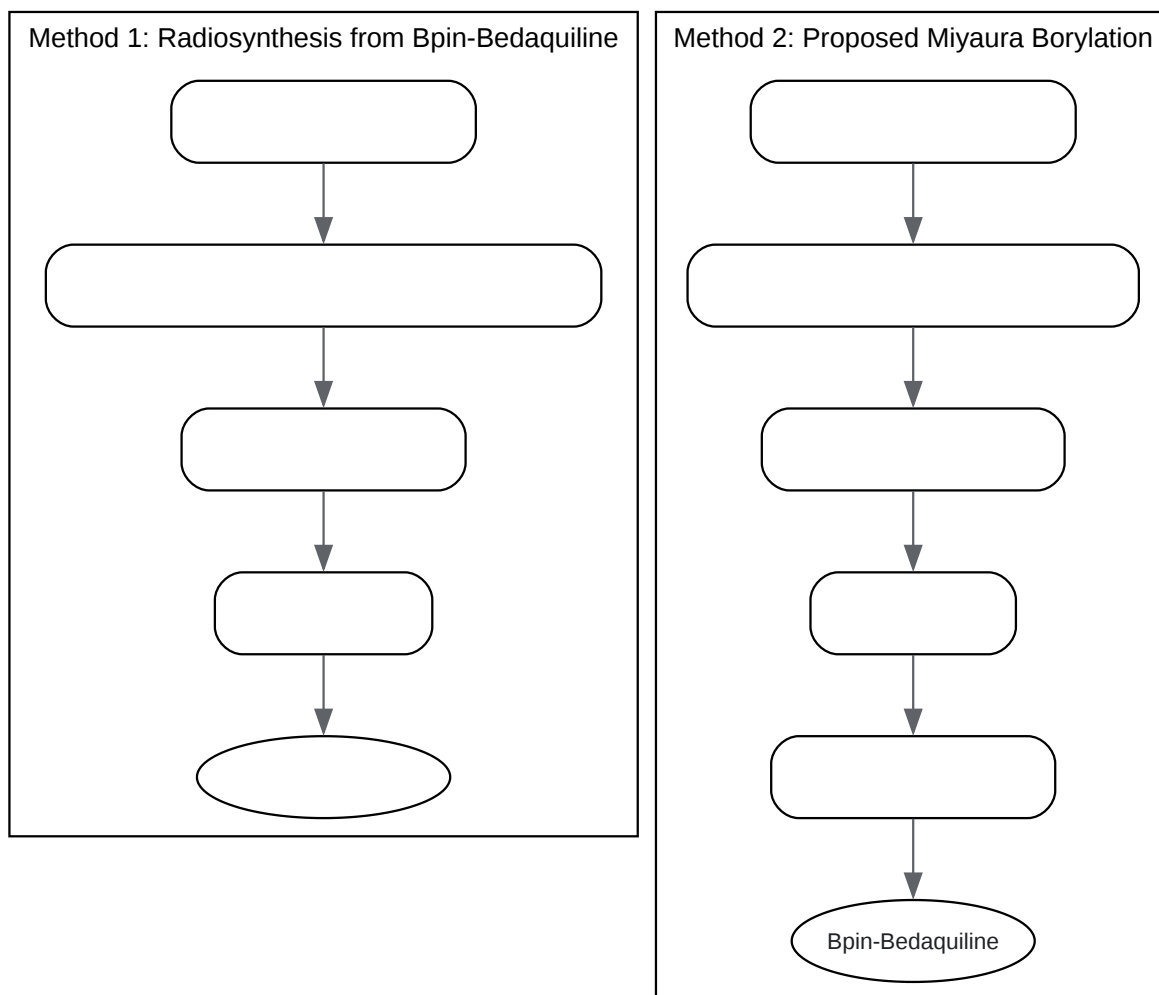 Method 1: Radiosynthesis from Bpin-Bedaquiline
Method 2: Proposed Miyaura Borylation
Bpin-Bedaquiline